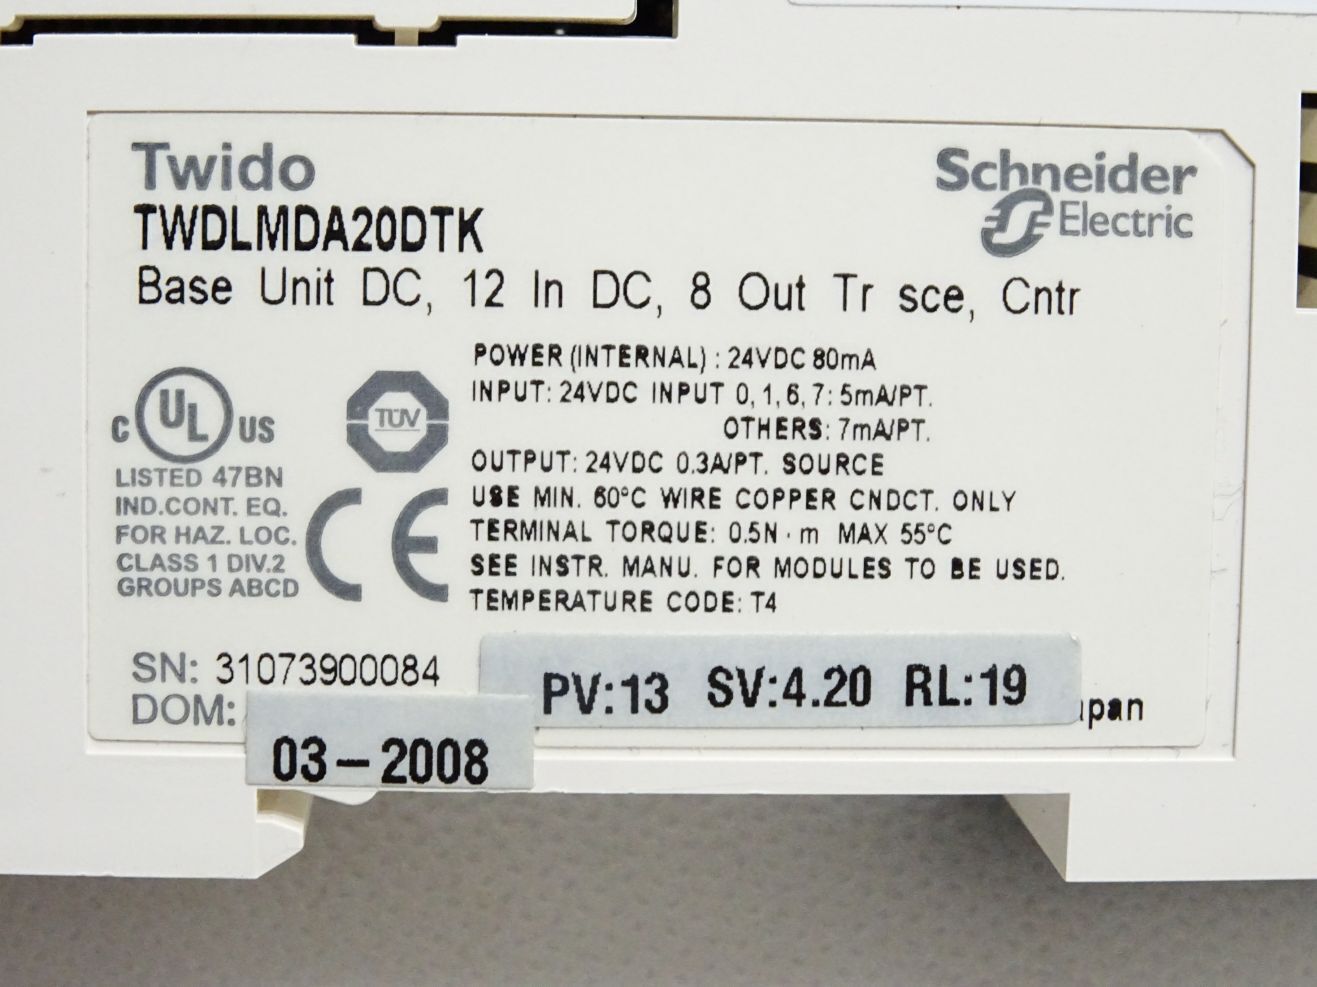 Twido
Schneider
Electric
TWDLMDA20DTK
Base Unit DC, 12 In DC, 8 Out Tr sce, Cntr
POWER (INTERNAL) : 24VDC 80mA
INPUT: 24VDC INPUT 0, 1, 6, 7: 5mA/PT.
OTHERS: 7mA/PT.
OUTPUT: 24VDC 0.3A/PT. SOURCE
USE MIN. 60°C WIRE COPPER CNDCT. ONLY
TERMINAL TORQUE: 0.5N·m MAX 55°C
SEE INSTR. MANU. FOR MODULES TO BE USED.
TEMPERATURE CODE: T4
C UL US
TÜV
LISTED 47BN
IND.CONT. EQ.
FOR HAZ. LOC.
CLASS 1 DIV.2
GROUPS ABCD
CE
SN: 31073900084
PV:13 SV:4.20 RL:19
DOM:
03-2008